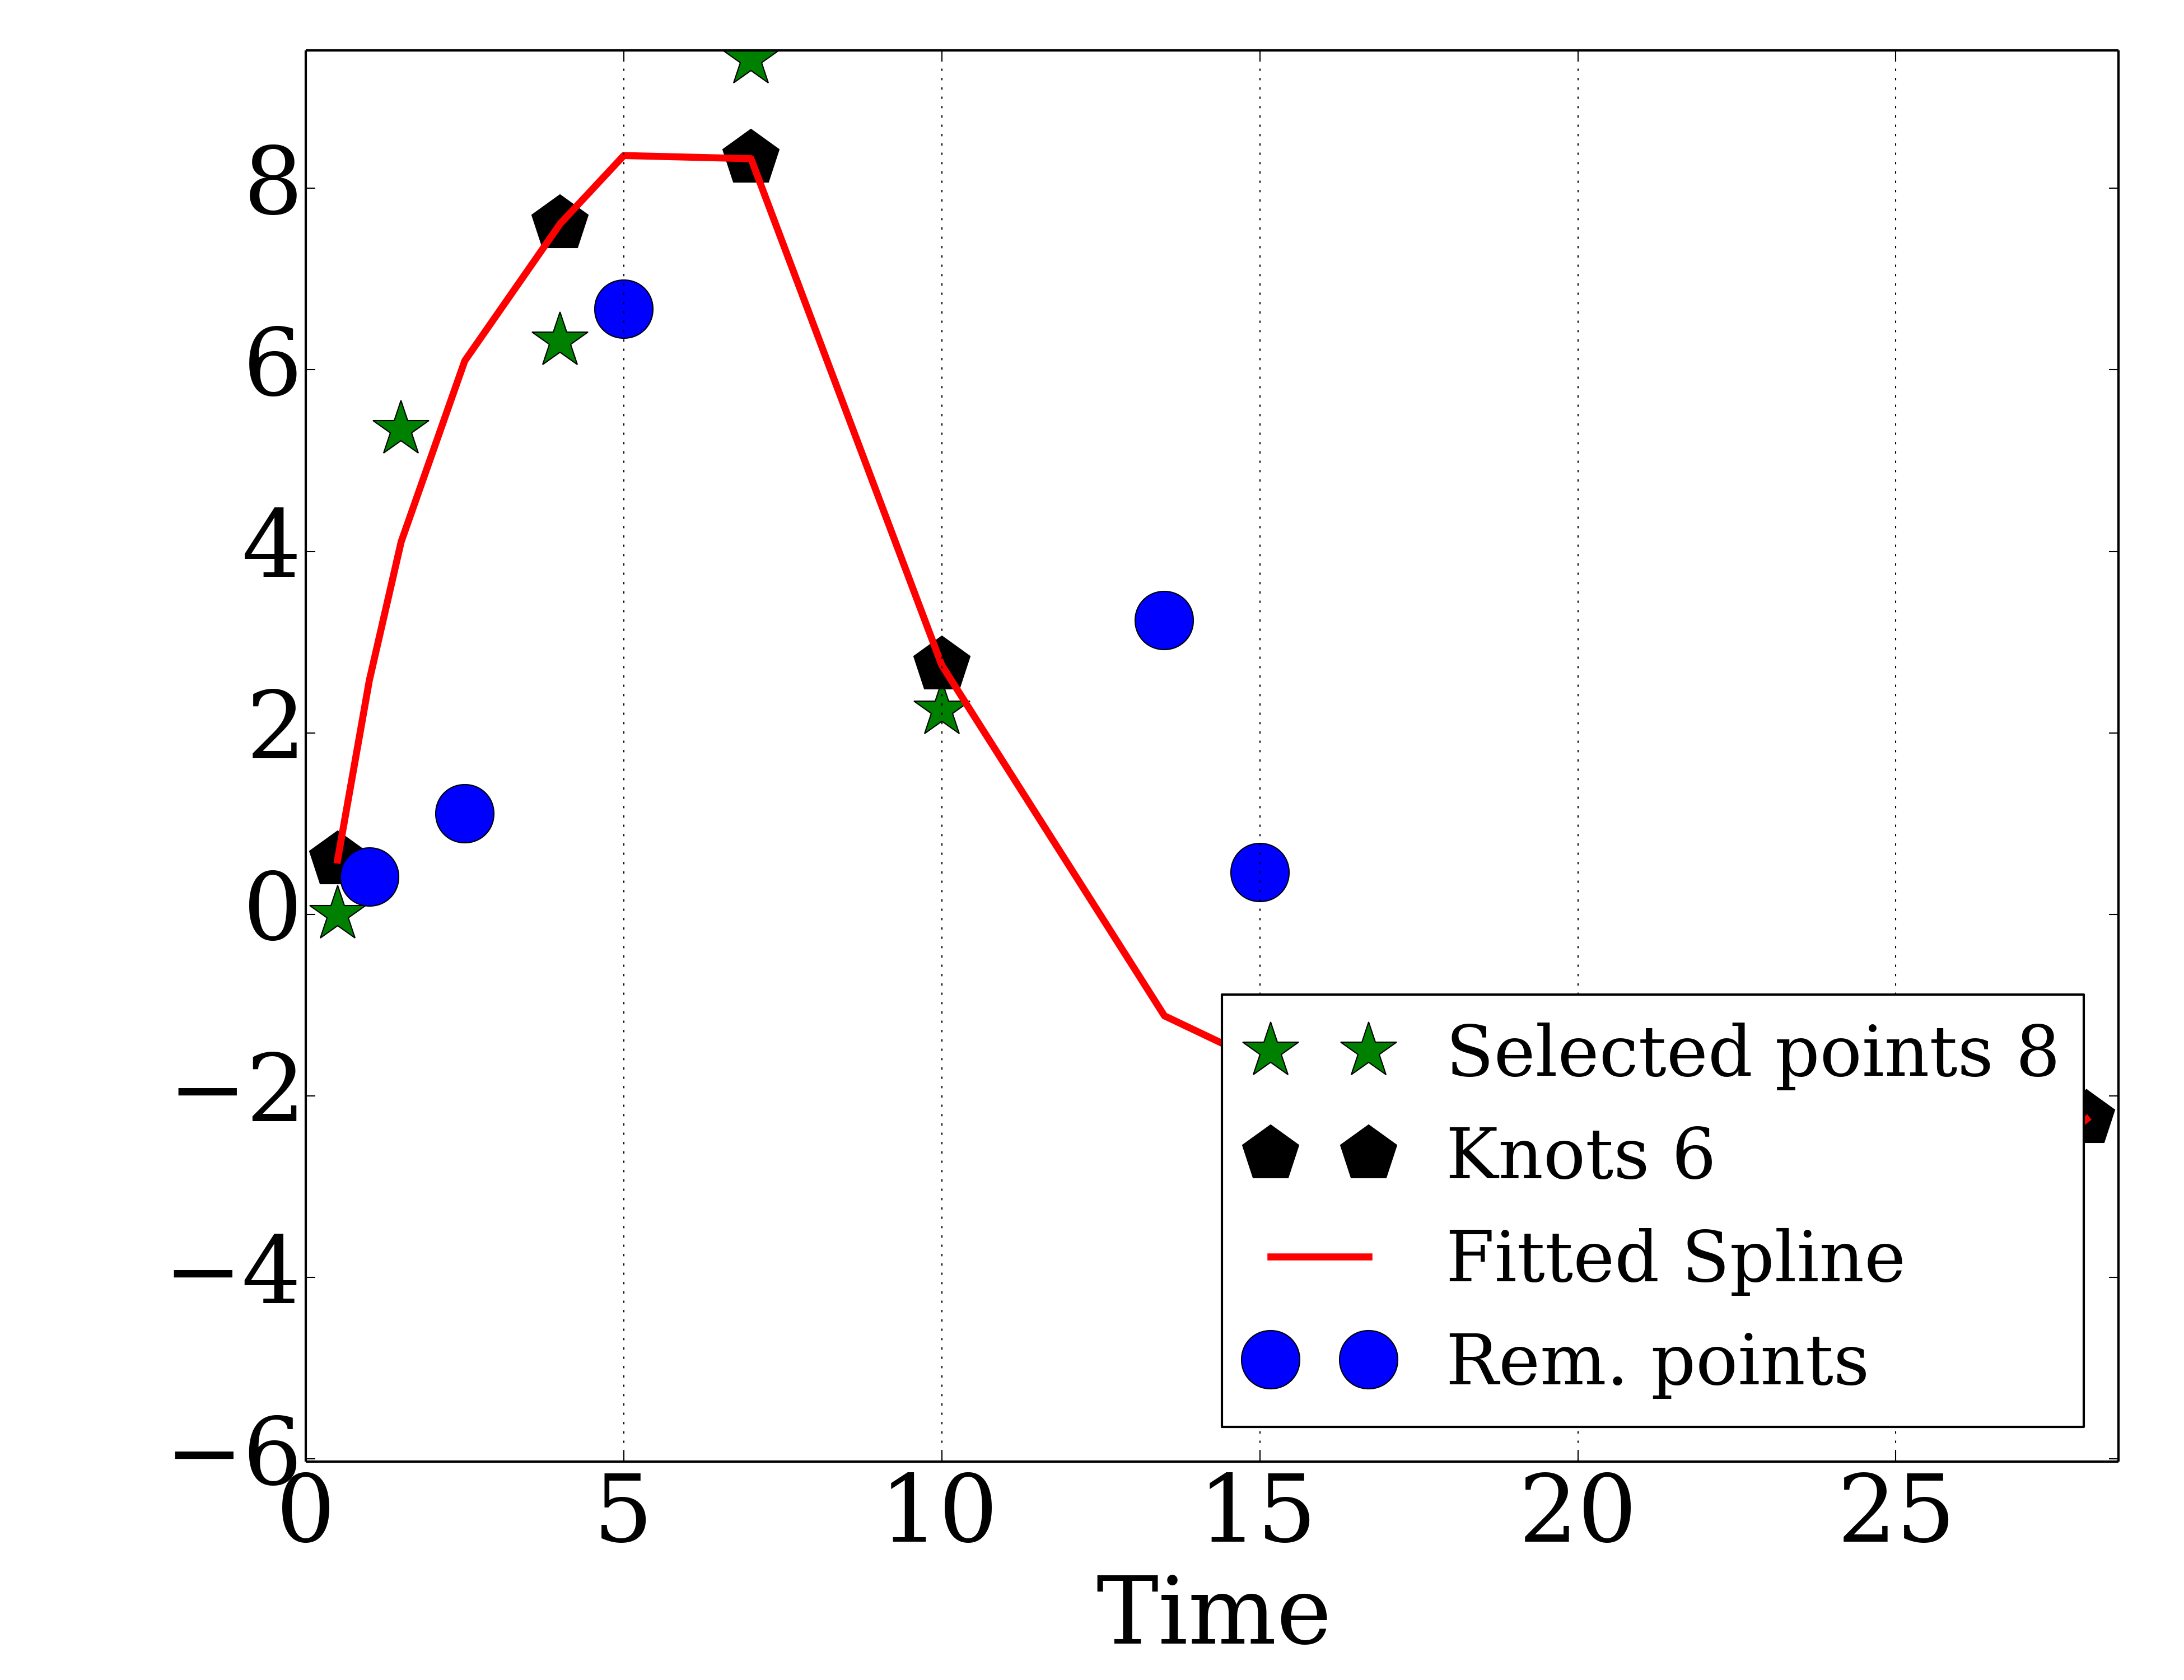 8
6
4
2
0
−2
−4
−6
0 5 10 15 20 25
Time
Selected points 8
Knots 6
Fitted Spline
Rem. points